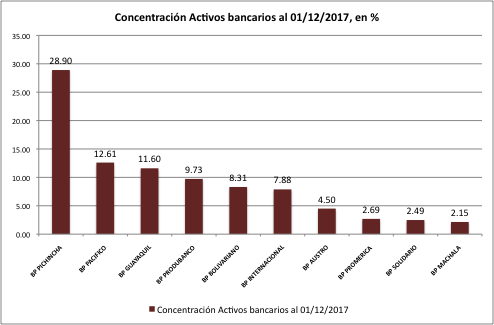 Concentración Activos bancarios al 01/12/2017, en %
35.00
30.00
25.00
20.00
15.00
10.00
5.00
0.00
28.90
12.61
11.60
9.73
8.31
7.88
4.50
2.69
2.49
2.15
BP PICHINCHA
BP PACIFICO
BP GUAYAQUIL
BP PRODUBANCO
BP BOLIVARIANO
BP INTERNACIONAL
BP AUSTRO
BP PROMERICA
BP SOLIDARIO
BP MACHALA
Concentración Activos bancarios al 01/12/2017